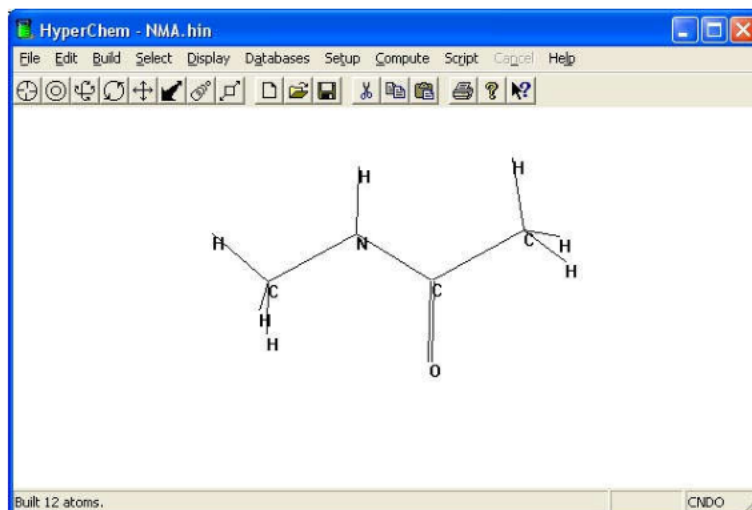 HyperChem - NMA.hin
File Edit Build Select Display Databases Setup Compute Script Cancel Help
H
H
H
N
C
H
H
C
C
H
H
O
Built 12 atoms.
CNDO